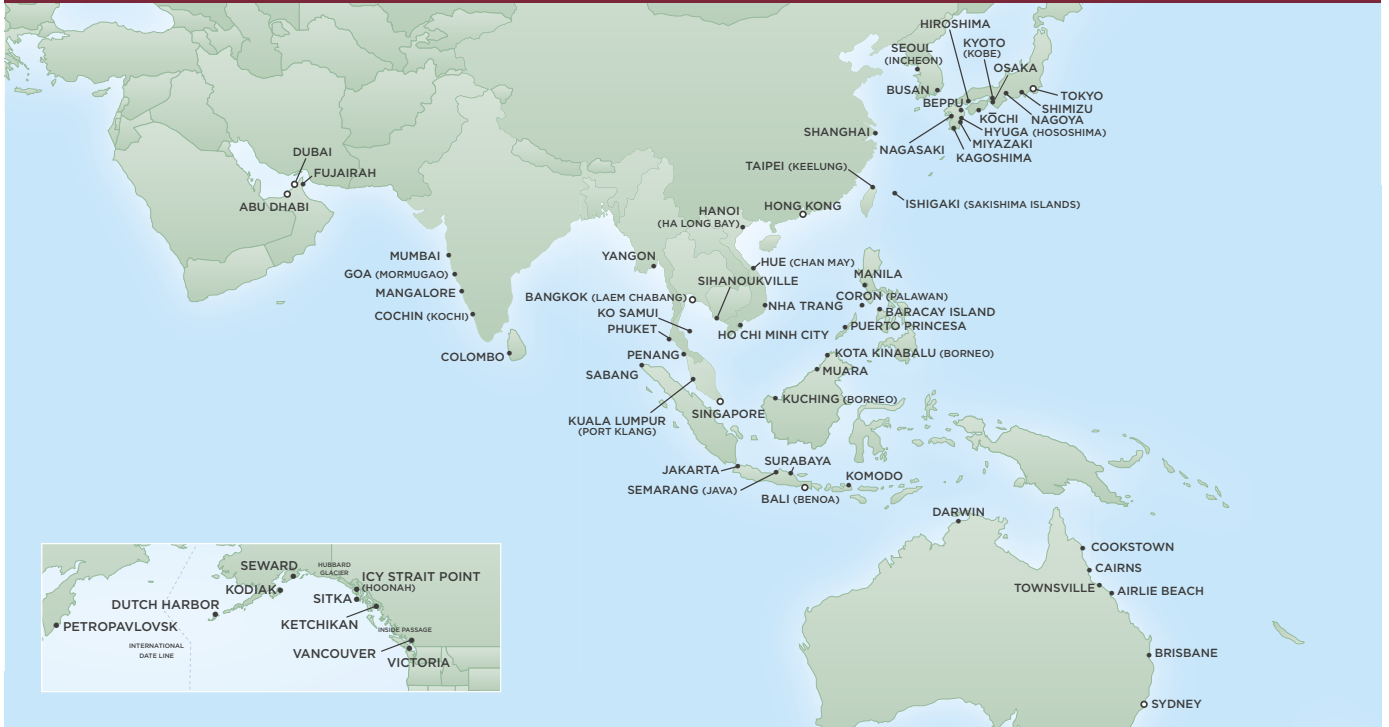 HIROSHIMA
KYOTO
(KOBE)
SEOUL
(INCHEON)
OSAKA
BUSAN
TOKYO
BEPPU
SHIMIZU
KŌCHI
NAGOYA
HYUGA (HOSOSHIMA)
SHANGHAI
MIYAZAKI
NAGASAKI
KAGOSHIMA
DUBAI
FUJAIRAH
ABU DHABI
TAIPEI (KEELUNG)
ISHIGAKI (SAKISHIMA ISLANDS)
HONG KONG
HANOI
(HA LONG BAY)
MUMBAI
YANGON
HUE (CHAN MAY)
GOA (MORMUGAO)
MANILA
SIHANOUKVILLE
MANGALORE
BANGKOK (LAEM CHABANG)
CORON (PALAWAN)
NHA TRANG
BARACAY ISLAND
COCHIN (KOCHI)
KO SAMUI
PUERTO PRINCESA
PHUKET
HO CHI MINH CITY
COLOMBO
PENANG
KOTA KINABALU (BORNEO)
SABANG
MUARA
KUCHING (BORNEO)
SINGAPORE
KUALA LUMPUR
(PORT KLANG)
SURABAYA
JAKARTA
KOMODO
SEMARANG (JAVA)
BALI (BENOA)
DARWIN
COOKSTOWN
CAIRNS
TOWNSVILLE
AIRLIE BEACH
BRISBANE
SYDNEY
SEWARD
HUBBARD
GLACIER
ICY STRAIT POINT
(HOONAH)
KODIAK
SITKA
DUTCH HARBOR
KETCHIKAN
PETROPAVLOVSK
INSIDE PASSAGE
INTERNATIONAL
DATE LINE
VANCOUVER
VICTORIA